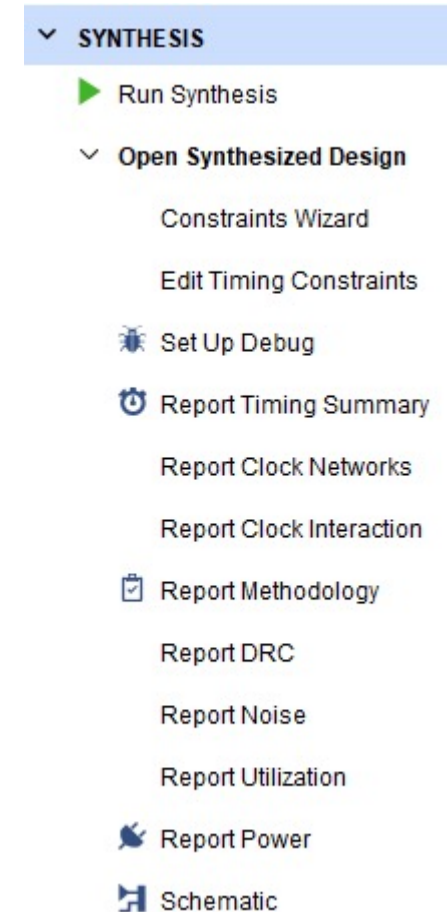 SYNTHESIS
Run Synthesis
Open Synthesized Design
Constraints Wizard
Edit Timing Constraints
Set Up Debug
Report Timing Summary
Report Clock Networks
Report Clock Interaction
Report Methodology
Report DRC
Report Noise
Report Utilization
Report Power
Schematic